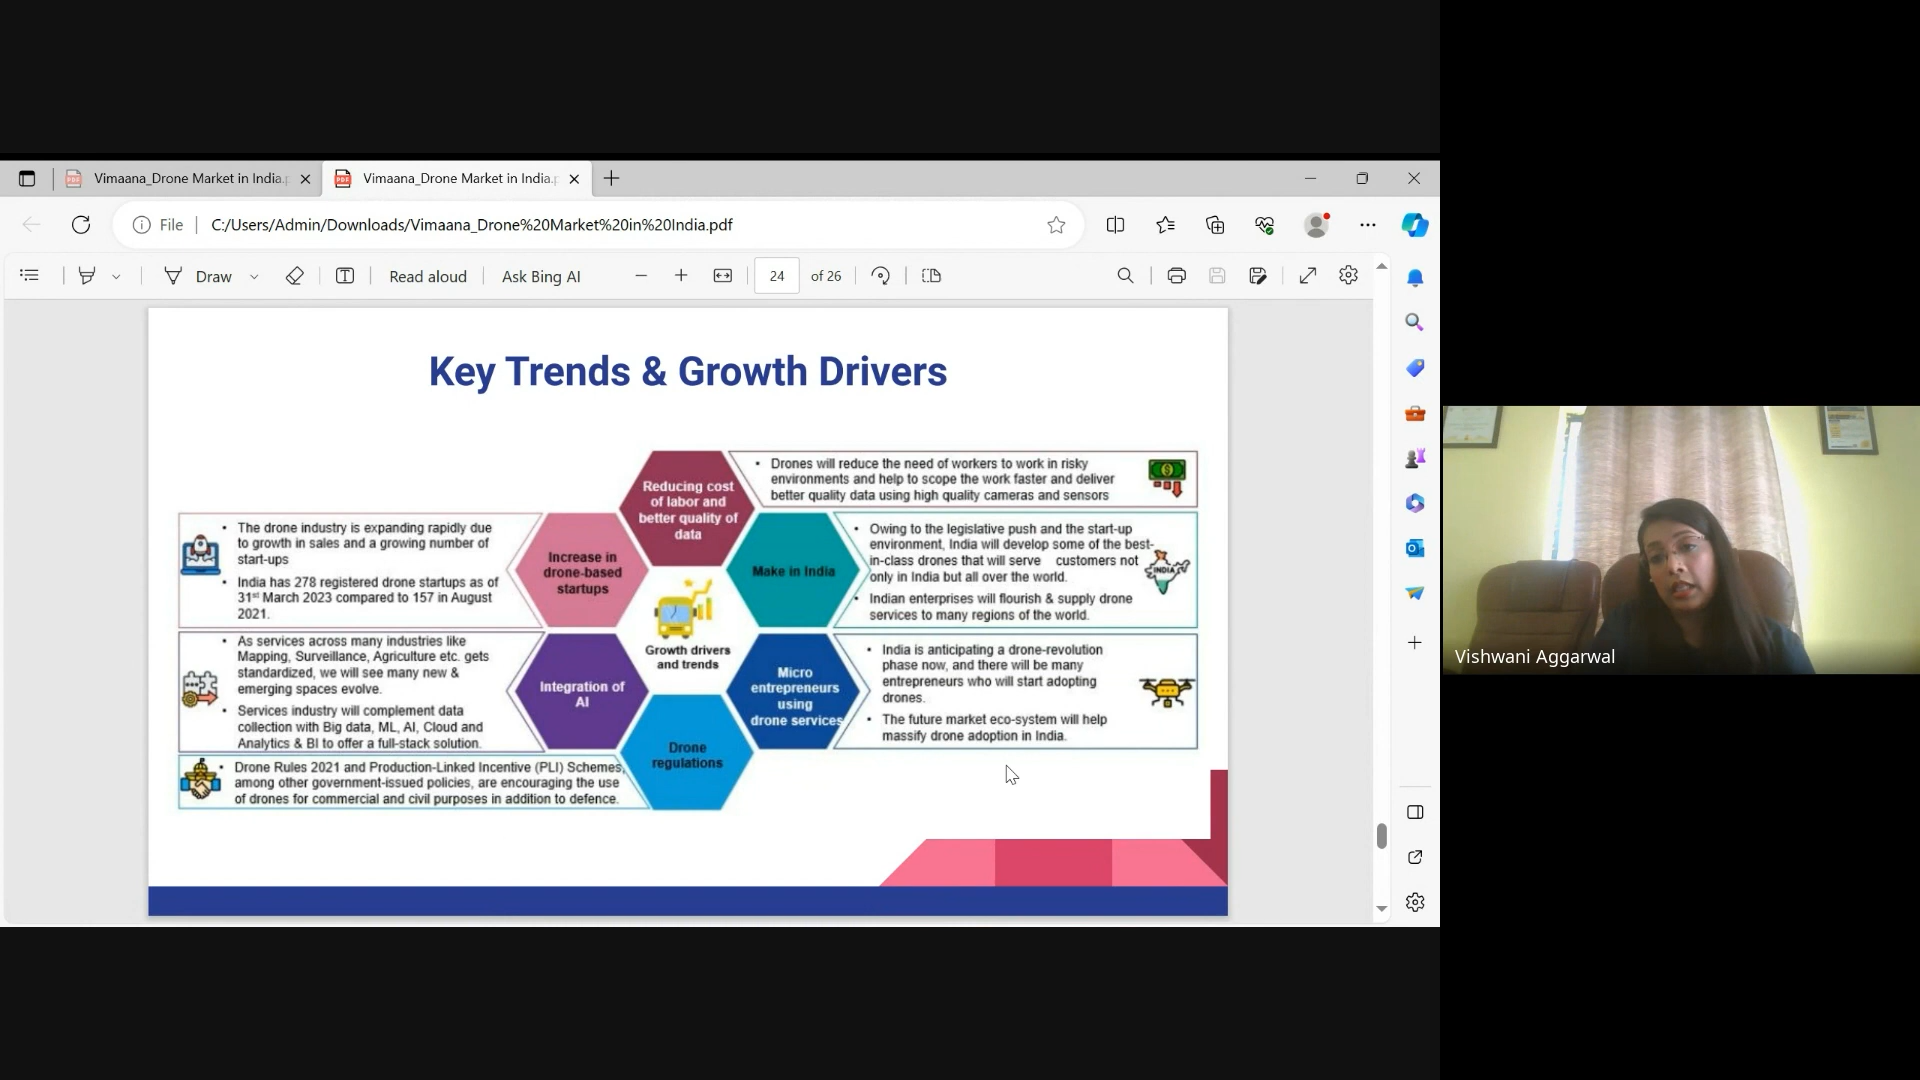 Vimaana_Drone Market in India.p
Vimaana_Drone Market in India.p
File
C:/Users/Admin/Downloads/Vimaana_Drone%20Market%20in%20India.pdf
Draw
Read aloud
Ask Bing AI
24
of 26
Key Trends & Growth Drivers
Reducing cost
of labor and
better quality of
data
• Drones will reduce the need of workers to work in risky
environments and help to scope the work faster and deliver
better quality data using high quality cameras and sensors
• The drone industry is expanding rapidly due
to growth in sales and a growing number of
start-ups
• India has 278 registered drone startups as of
31st March 2023 compared to 157 in August
2021.
Increase in
drone-based
startups
Make in India
• Owing to the legislative push and the start-up
environment, India will develop some of the best-
in-class drones that will serve customers not
only in India but all over the world.
• Indian enterprises will flourish & supply drone
services to many regions of the world.
INDIA
Growth drivers
and trends
• As services across many industries like
Mapping, Surveillance, Agriculture etc. gets
standardized, we will see many new &
emerging spaces evolve.
• Services industry will complement data
collection with Big data, ML, AI, Cloud and
Analytics & BI to offer a full-stack solution.
Integration of
AI
Micro
entrepreneurs
using
drone services
• India is anticipating a drone-revolution
phase now, and there will be many
entrepreneurs who will start adopting
drones.
• The future market eco-system will help
massify drone adoption in India.
• Drone Rules 2021 and Production-Linked Incentive (PLI) Schemes,
among other government-issued policies, are encouraging the use
of drones for commercial and civil purposes in addition to defence.
Drone
regulations
Vishwani Aggarwal